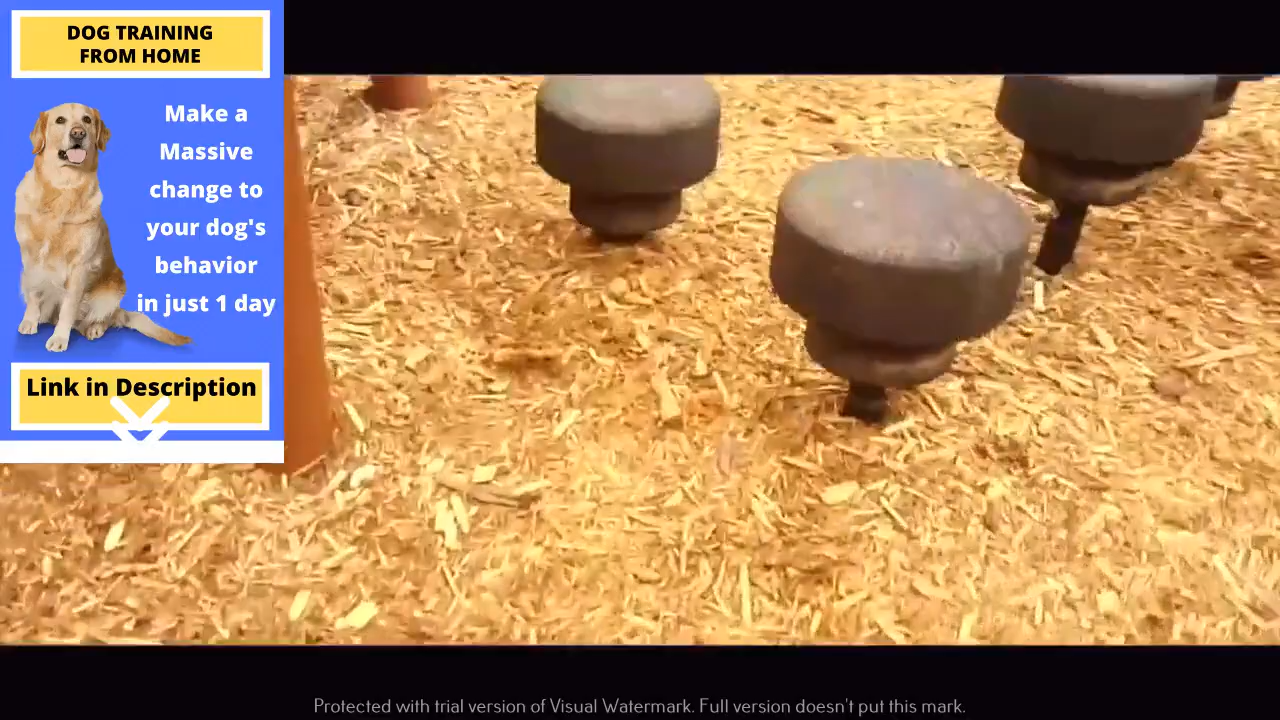 DOG TRAINING
FROM HOME
Make a
Massive
change to
your dog's
behavior
in just 1 day
Link in Description
Protected with trial version of Visual Watermark. Full version doesn't put this mark.